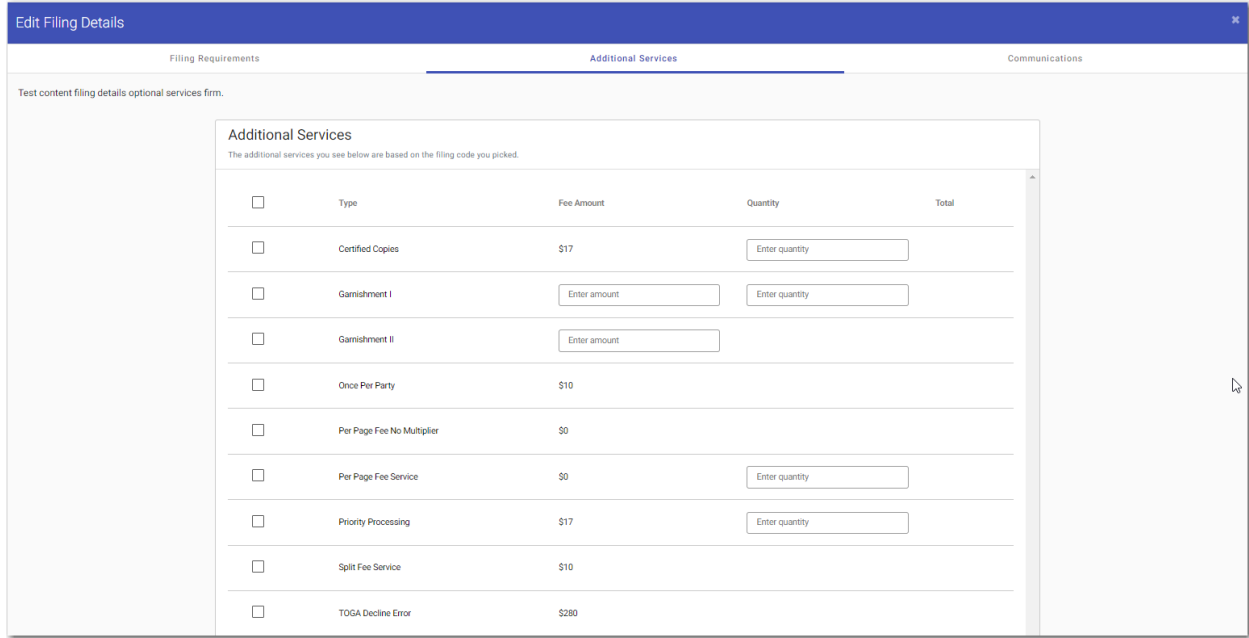 Edit Filing Details
Filing Requirements Additional Services Communications
Test content filing details optional services firm.
Additional Services
The additional services you see below are based on the filing code you picked.
Type Fee Amount Quantity Total
Certified Copies $17 Enter quantity
Garnishment I Enter amount Enter quantity
Garnishment II Enter amount
Once Per Party $10
Per Page Fee No Multiplier $0
Per Page Fee Service $0 Enter quantity
Priority Processing $17 Enter quantity
Split Fee Service $10
TOGA Decline Error $280